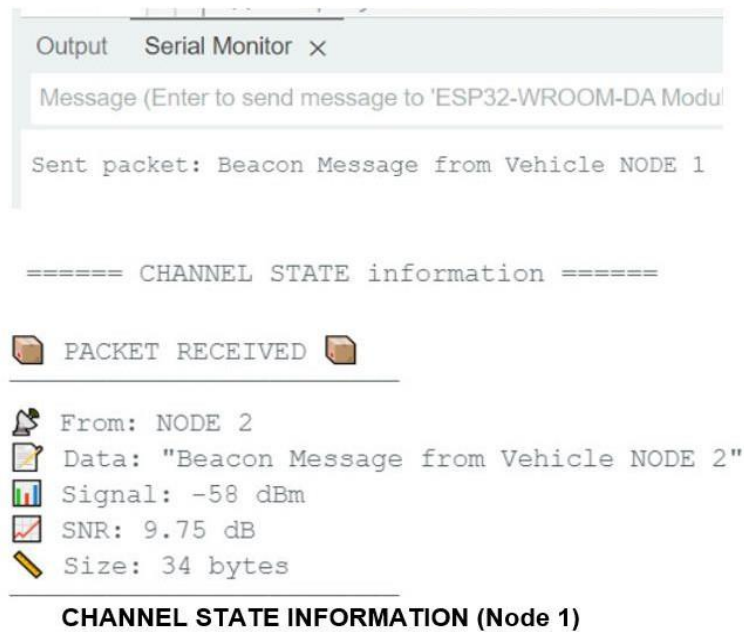 Output Serial Monitor ×
Message (Enter to send message to 'ESP32-WROOM-DA Modul
Sent packet: Beacon Message from Vehicle NODE 1
====== CHANNEL STATE information ======
📦 PACKET RECEIVED 📦
📡 From: NODE 2
📝 Data: "Beacon Message from Vehicle NODE 2"
📊 Signal: -58 dBm
📈 SNR: 9.75 dB
📏 Size: 34 bytes
CHANNEL STATE INFORMATION (Node 1)